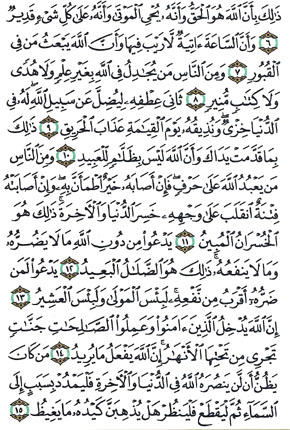 ذَٰلِكَ بِأَنَّ ٱللَّهَ هُوَ ٱلْحَقُّ وَأَنَّهُۥ يُحْىِ ٱلْمَوْتَىٰ وَأَنَّهُۥ عَلَىٰ كُلِّ شَىْءٍ قَدِيرٌ
٦ وَأَنَّ ٱلسَّاعَةَ ءَاتِيَةٌ لَّا رَيْبَ فِيهَا وَأَنَّ ٱللَّهَ يَبْعَثُ مَن فِى
ٱلْقُبُورِ ٧ وَمِنَ ٱلنَّاسِ مَن يُجَٰدِلُ فِى ٱللَّهِ بِغَيْرِ عِلْمٍ وَلَا هُدًى
وَلَا كِتَٰبٍ مُّنِيرٍ ٨ ثَانِىَ عِطْفِهِۦ لِيُضِلَّ عَن سَبِيلِ ٱللَّهِ لَهُۥ فِى
ٱلدُّنْيَا خِزْىٌ وَنُذِيقُهُۥ يَوْمَ ٱلْقِيَٰمَةِ عَذَابَ ٱلْحَرِيقِ ٩ ذَٰلِكَ
بِمَا قَدَّمَتْ يَدَاكَ وَأَنَّ ٱللَّهَ لَيْسَ بِظَلَّٰمٍ لِّلْعَبِيدِ ١٠ وَمِنَ ٱلنَّاسِ
مَن يَعْبُدُ ٱللَّهَ عَلَىٰ حَرْفٍ فَإِنْ أَصَابَهُۥ خَيْرٌ ٱطْمَأَنَّ بِهِۦ وَإِنْ أَصَابَتْهُ
فِتْنَةٌ ٱنقَلَبَ عَلَىٰ وَجْهِهِۦ خَسِرَ ٱلدُّنْيَا وَٱلْءَاخِرَةَ ذَٰلِكَ هُوَ
ٱلْخُسْرَانُ ٱلْمُبِينُ ١١ يَدْعُوا۟ مِن دُونِ ٱللَّهِ مَا لَا يَضُرُّهُۥ
وَمَا لَا يَنفَعُهُۥ ذَٰلِكَ هُوَ ٱلضَّلَٰلُ ٱلْبَعِيدُ ١٢ يَدْعُوا۟ لَمَن
ضَرُّهُۥٓ أَقْرَبُ مِن نَّفْعِهِۦ لَبِئْسَ ٱلْمَوْلَىٰ وَلَبِئْسَ ٱلْعَشِيرُ
١٣ إِنَّ ٱللَّهَ يُدْخِلُ ٱلَّذِينَ ءَامَنُوا۟ وَعَمِلُوا۟ ٱلصَّٰلِحَٰتِ جَنَّٰتٍ
تَجْرِى مِن تَحْتِهَا ٱلْأَنْهَٰرُ إِنَّ ٱللَّهَ يَفْعَلُ مَا يُرِيدُ ١٤ مَن كَانَ
يَظُنُّ أَن لَّن يَنصُرَهُ ٱللَّهُ فِى ٱلدُّنْيَا وَٱلْءَاخِرَةِ فَلْيَمْدُدْ بِسَبَبٍ إِلَى
ٱلسَّمَآءِ ثُمَّ لْيَقْطَعْ فَلْيَنظُرْ هَلْ يُذْهِبَنَّ كَيْدُهُۥ مَا يَغِيظُ ١٥